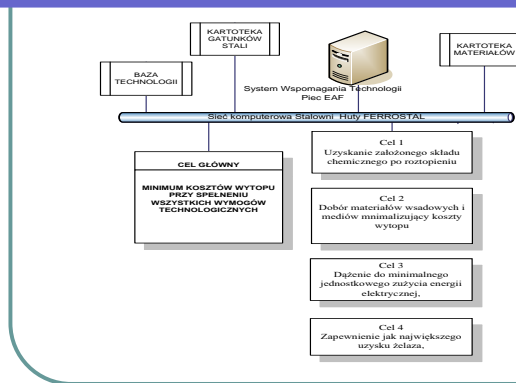 KARTOTEKA
GATUNKÓW
STALI
KARTOTEKA
MATERIAŁÓW
BAZA
TECHNOLOGII
System Wspomagania Technologii
Piec EAF
Sieć komputerowa Stalowni Huty FERROSTAL
CEL GŁÓWNY
MINIMUM KOSZTÓW WYTOPU
PRZY SPEŁNIENU
WSZYSTKICH WYMOGÓW
TECHNOLOGICZNYCH
Cel 1
Uzyskanie założonego składu
chemicznego po roztopieniu
Cel 2
Dobór materiałów wsadowych i
mediów mnimalizujący koszty
wytopu
Cel 3
Dążenie do minimalnego
jednostkowego zużycia energii
elektrycznej,
Cel 4
Zapewnienie jak największego
uzysku żelaza,